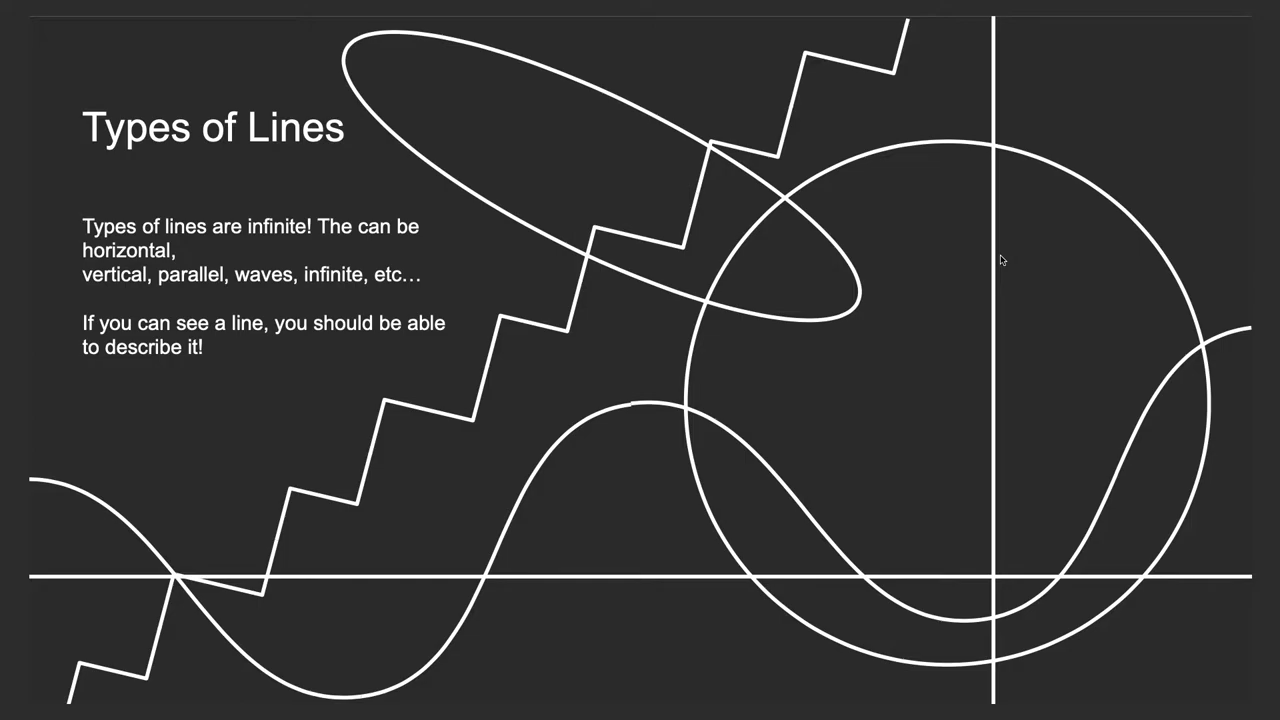 Types of Lines
Types of lines are infinite! The can be
horizontal,
vertical, parallel, waves, infinite, etc…
If you can see a line, you should be able
to describe it!